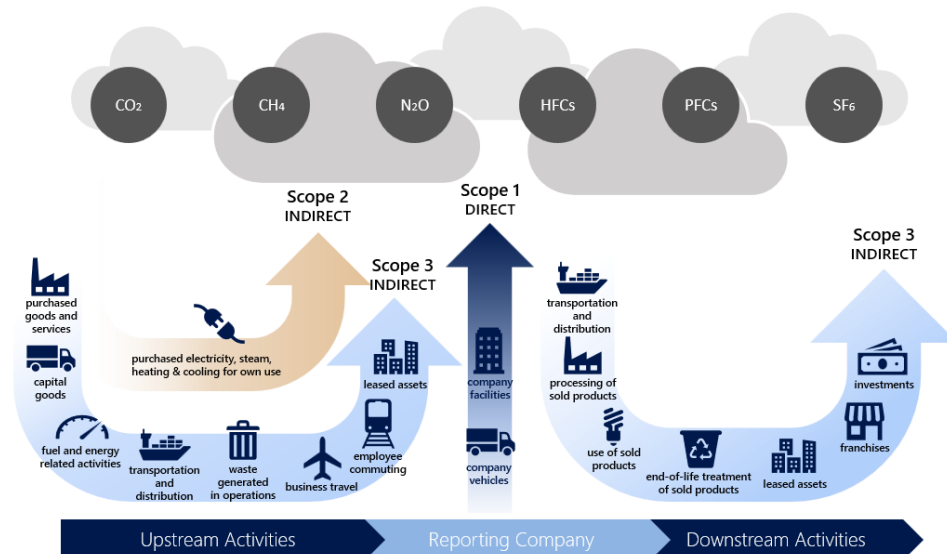 CO₂
CH₄
N₂O
HFCs
PFCs
SF₆
Scope 2
INDIRECT
Scope 1
DIRECT
Scope 3
INDIRECT
Scope 3
INDIRECT
purchased
goods and
services
capital
goods
fuel and energy
related activities
transportation
and
distribution
waste
generated
in operations
business travel
employee
commuting
leased assets
purchased electricity, steam,
heating & cooling for own use
company
facilities
company
vehicles
transportation
and
distribution
processing of
sold products
use of sold
products
end-of-life treatment
of sold products
leased assets
franchises
investments
Upstream Activities
Reporting Company
Downstream Activities